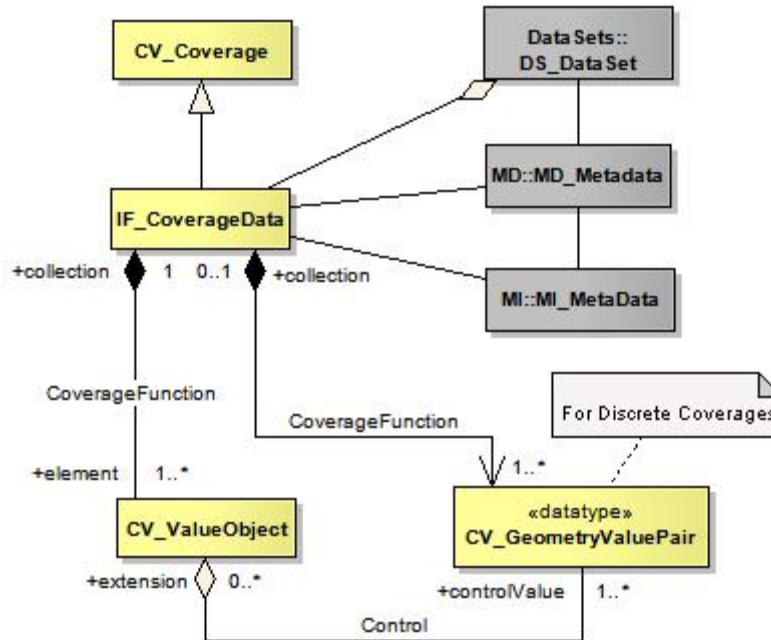 CV_Coverage
DataSets::
DS_DataSet
MD::MD_Metadata
IF_CoverageData
+collection 1 0..1 +collection
MI::MI_MetaData
CoverageFunction
CoverageFunction
For Discrete Coverages
+element 1..*
1..*
CV_ValueObject
«datatype»
CV_GeometryValuePair
+extension 0..*
+controlValue 1..*
Control